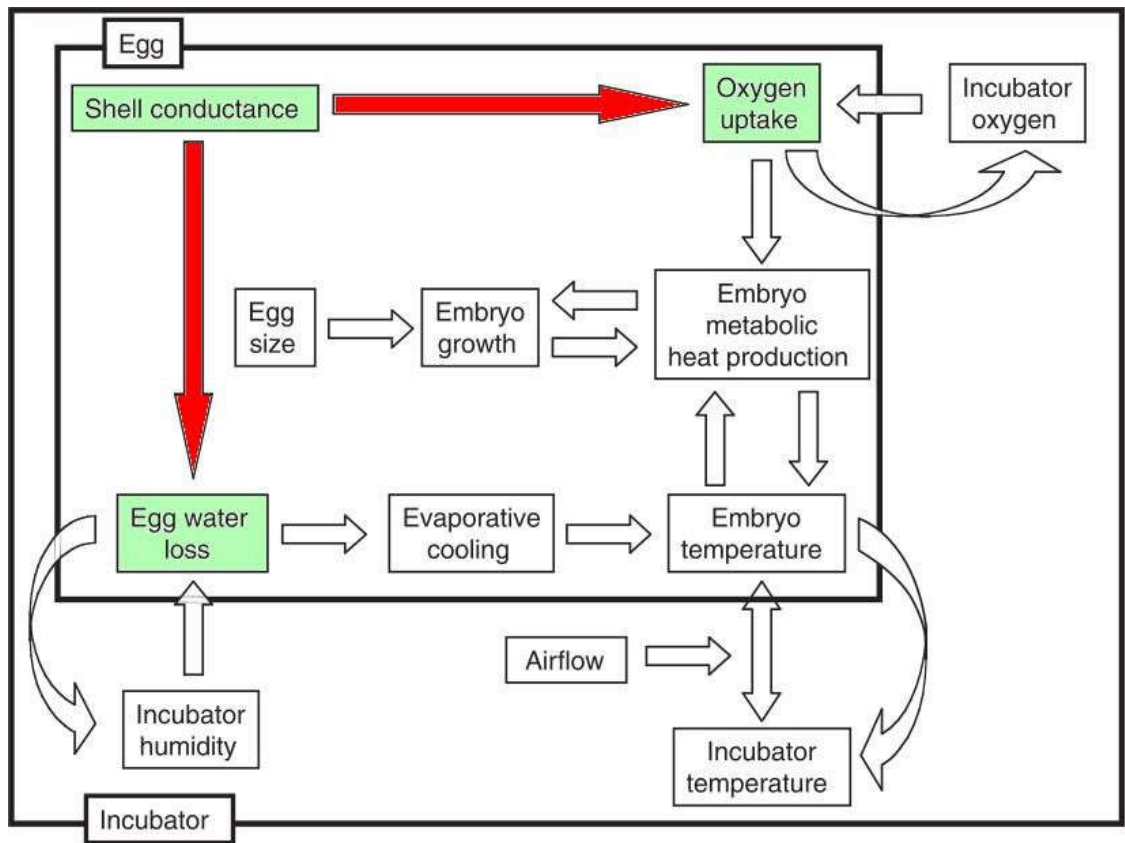 Egg
Shell conductance
Oxygen
uptake
Incubator
oxygen
Egg
size
Embryo
growth
Embryo
metabolic
heat production
Egg water
loss
Evaporative
cooling
Embryo
temperature
Airflow
Incubator
humidity
Incubator
temperature
Incubator